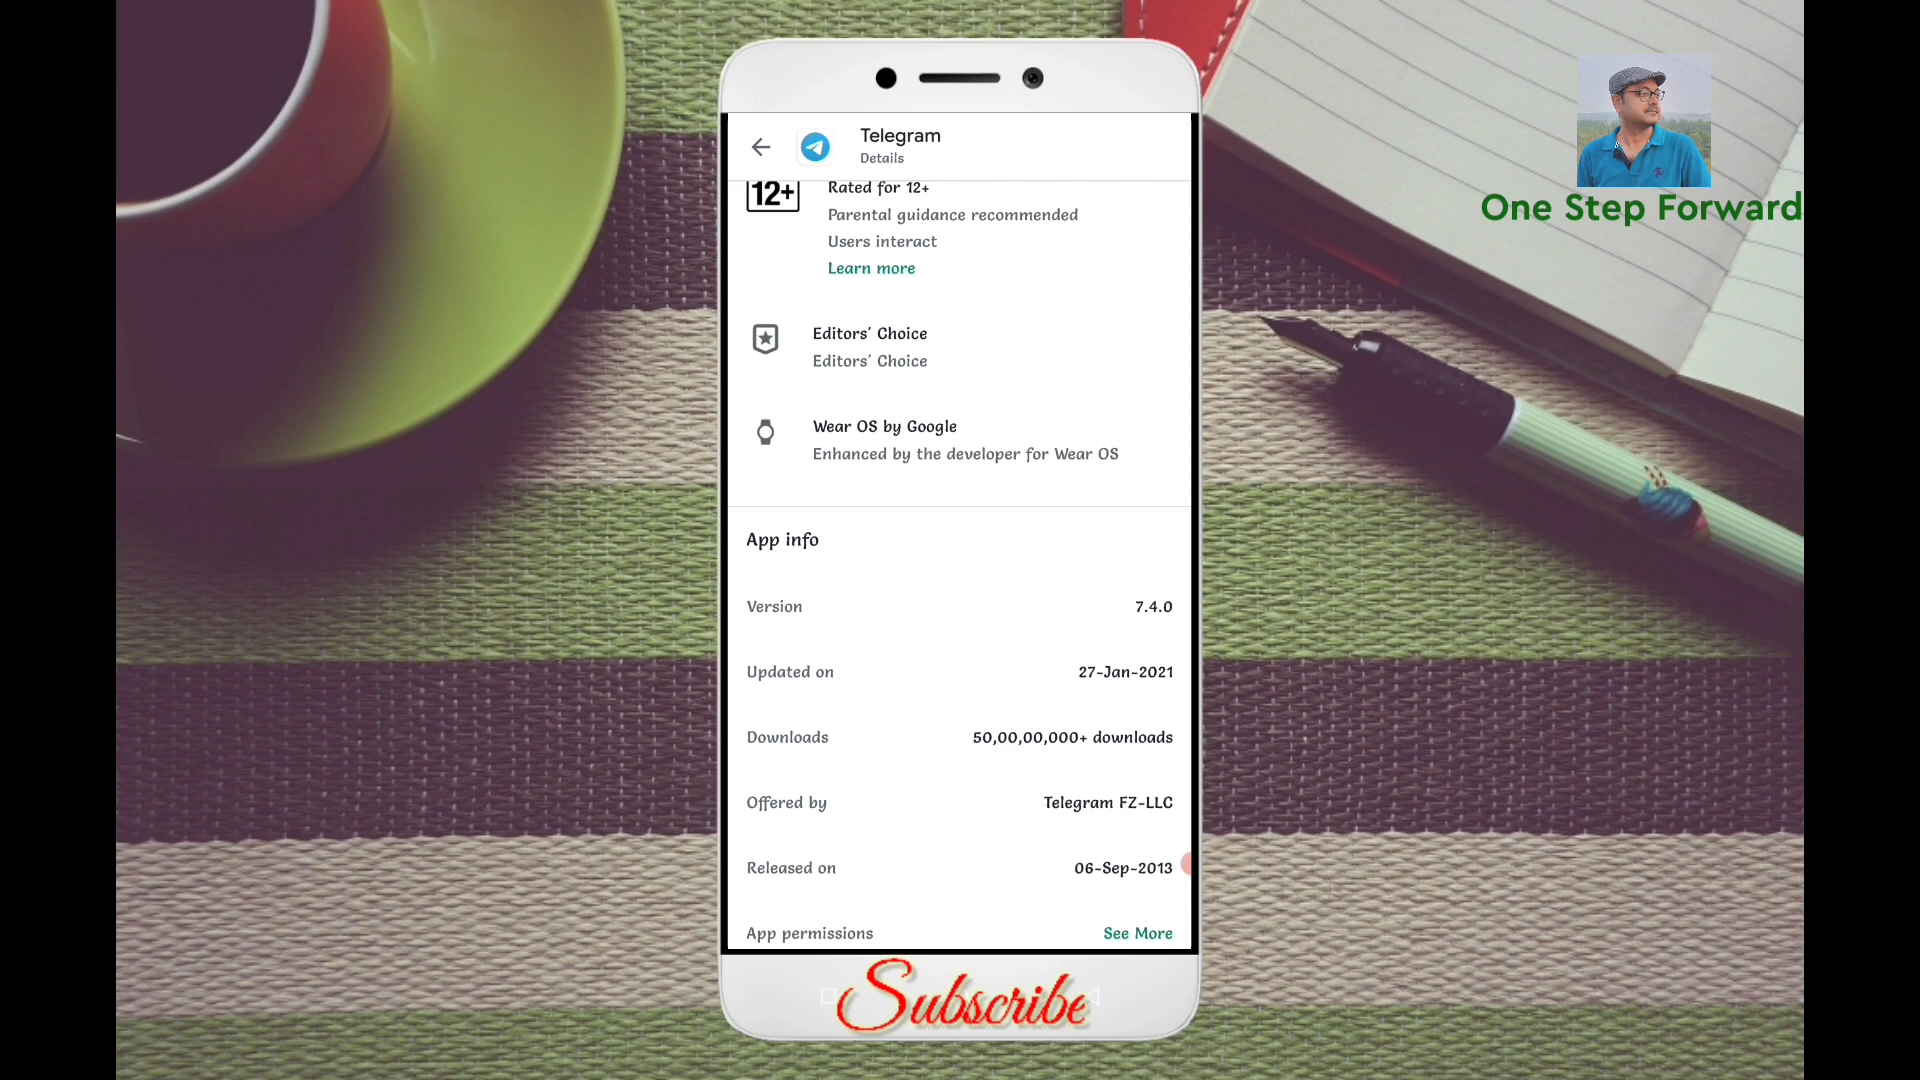 Telegram
Details
One Step Forward
12+
Rated for 12+
Parental guidance recommended
Users interact
Learn more
Editors' Choice
Editors' Choice
Wear OS by Google
Enhanced by the developer for Wear OS
App info
Version 7.4.0
Updated on 27-Jan-2021
Downloads 50,00,00,000+ downloads
Offered by Telegram FZ-LLC
Released on 06-Sep-2013
App permissions See More
Subscribe